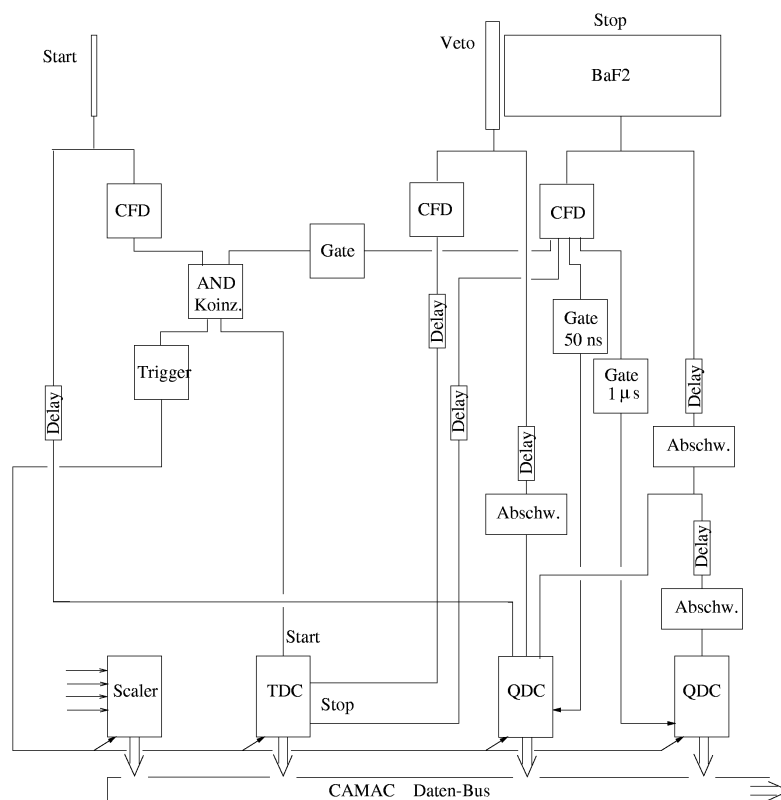 Stop
Start
Veto
BaF2
CFD
CFD
CFD
Gate
AND
Koinz.
Delay
Gate
50 ns
Trigger
Gate
1 μs
Delay
Delay
Delay
Delay
Abschw.
Abschw.
Delay
Abschw.
Start
Scaler
TDC
QDC
QDC
Stop
CAMAC Daten-Bus